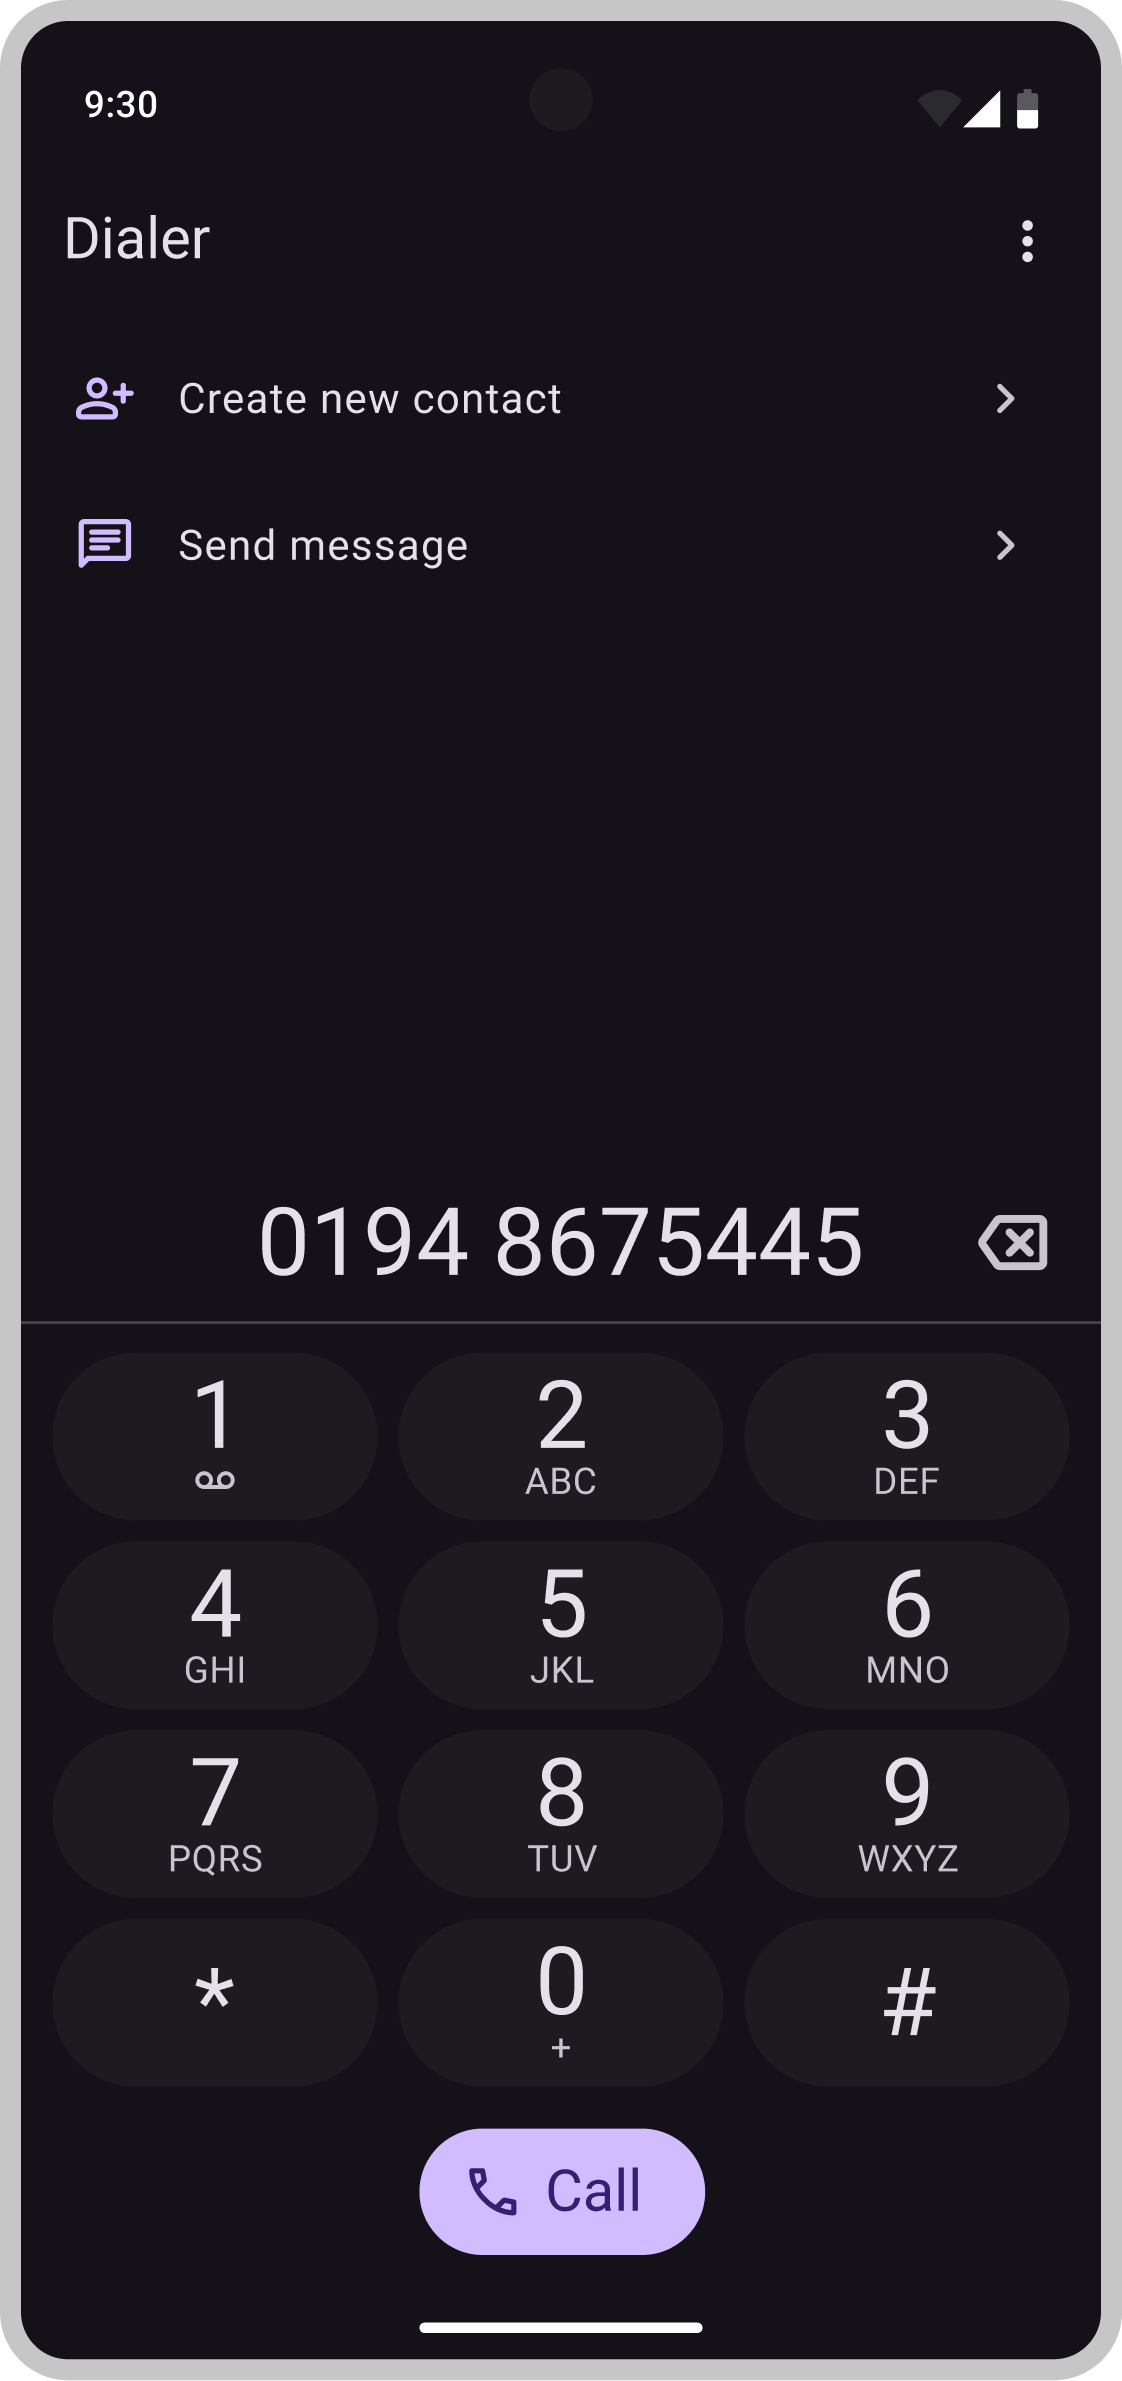 9:30
Dialer
Create new contact
Send message
0194 8675445
1 2 3
ABC DEF
4 5 6
GHI JKL MNO
7 8 9
PQRS TUV WXYZ
* 0 #
+
Call